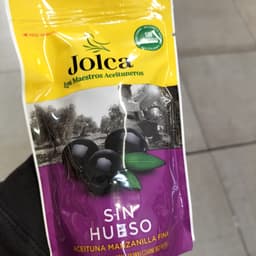 Jolca
Los Maestros Aceituneros
SIN
HUESO
ACEITUNA MANZANILLA FINA